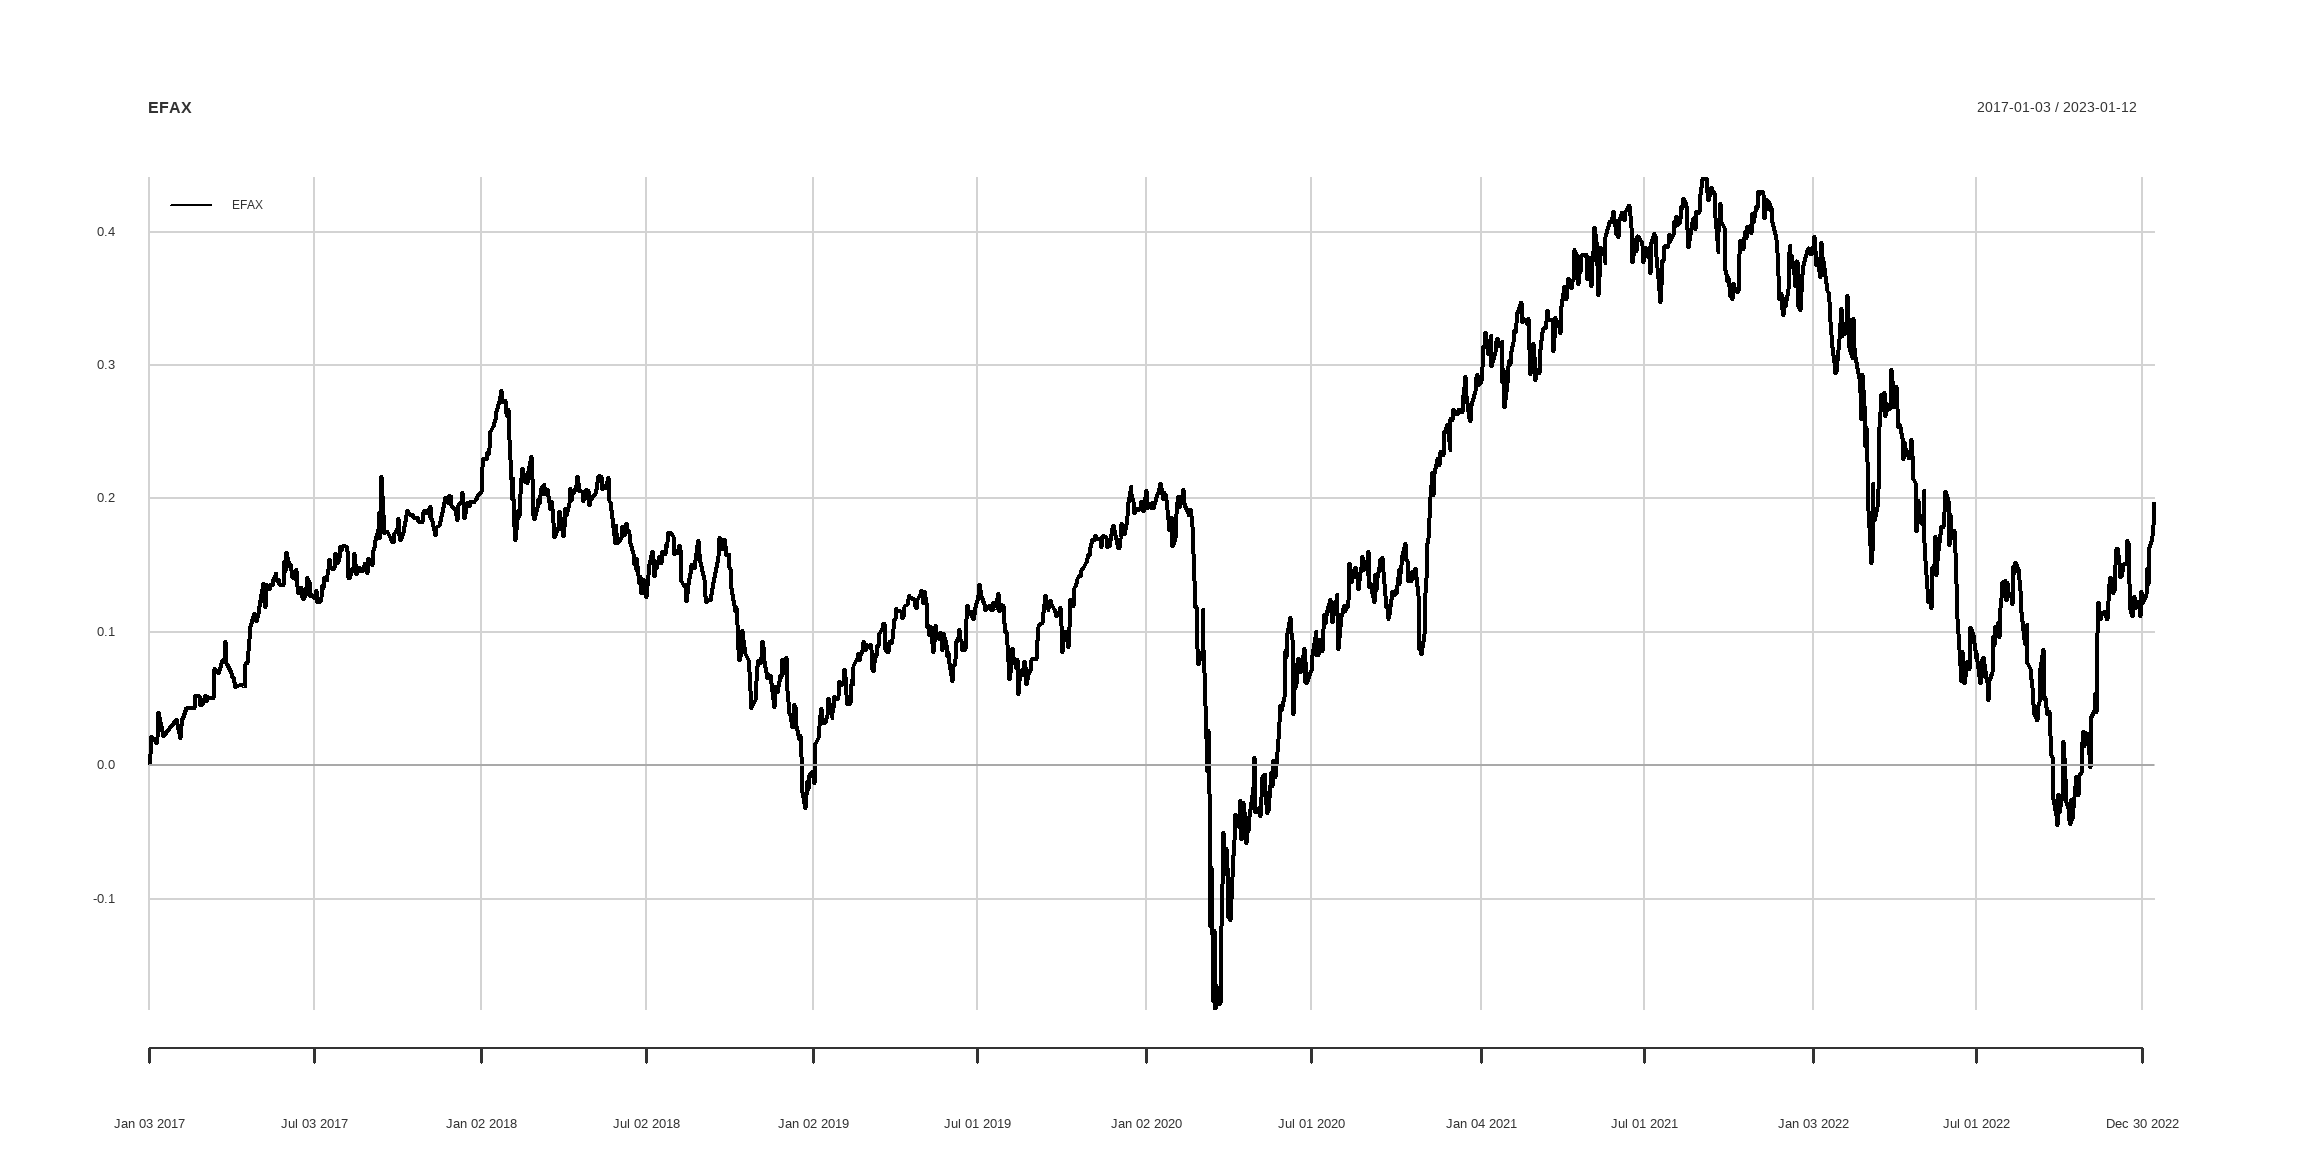 EFAX
2017-01-03 / 2023-01-12
EFAX
0.4
0.3
0.2
0.1
0.0
-0.1
Jan 03 2017
Jul 03 2017
Jan 02 2018
Jul 02 2018
Jan 02 2019
Jul 01 2019
Jan 02 2020
Jul 01 2020
Jan 04 2021
Jul 01 2021
Jan 03 2022
Jul 01 2022
Dec 30 2022